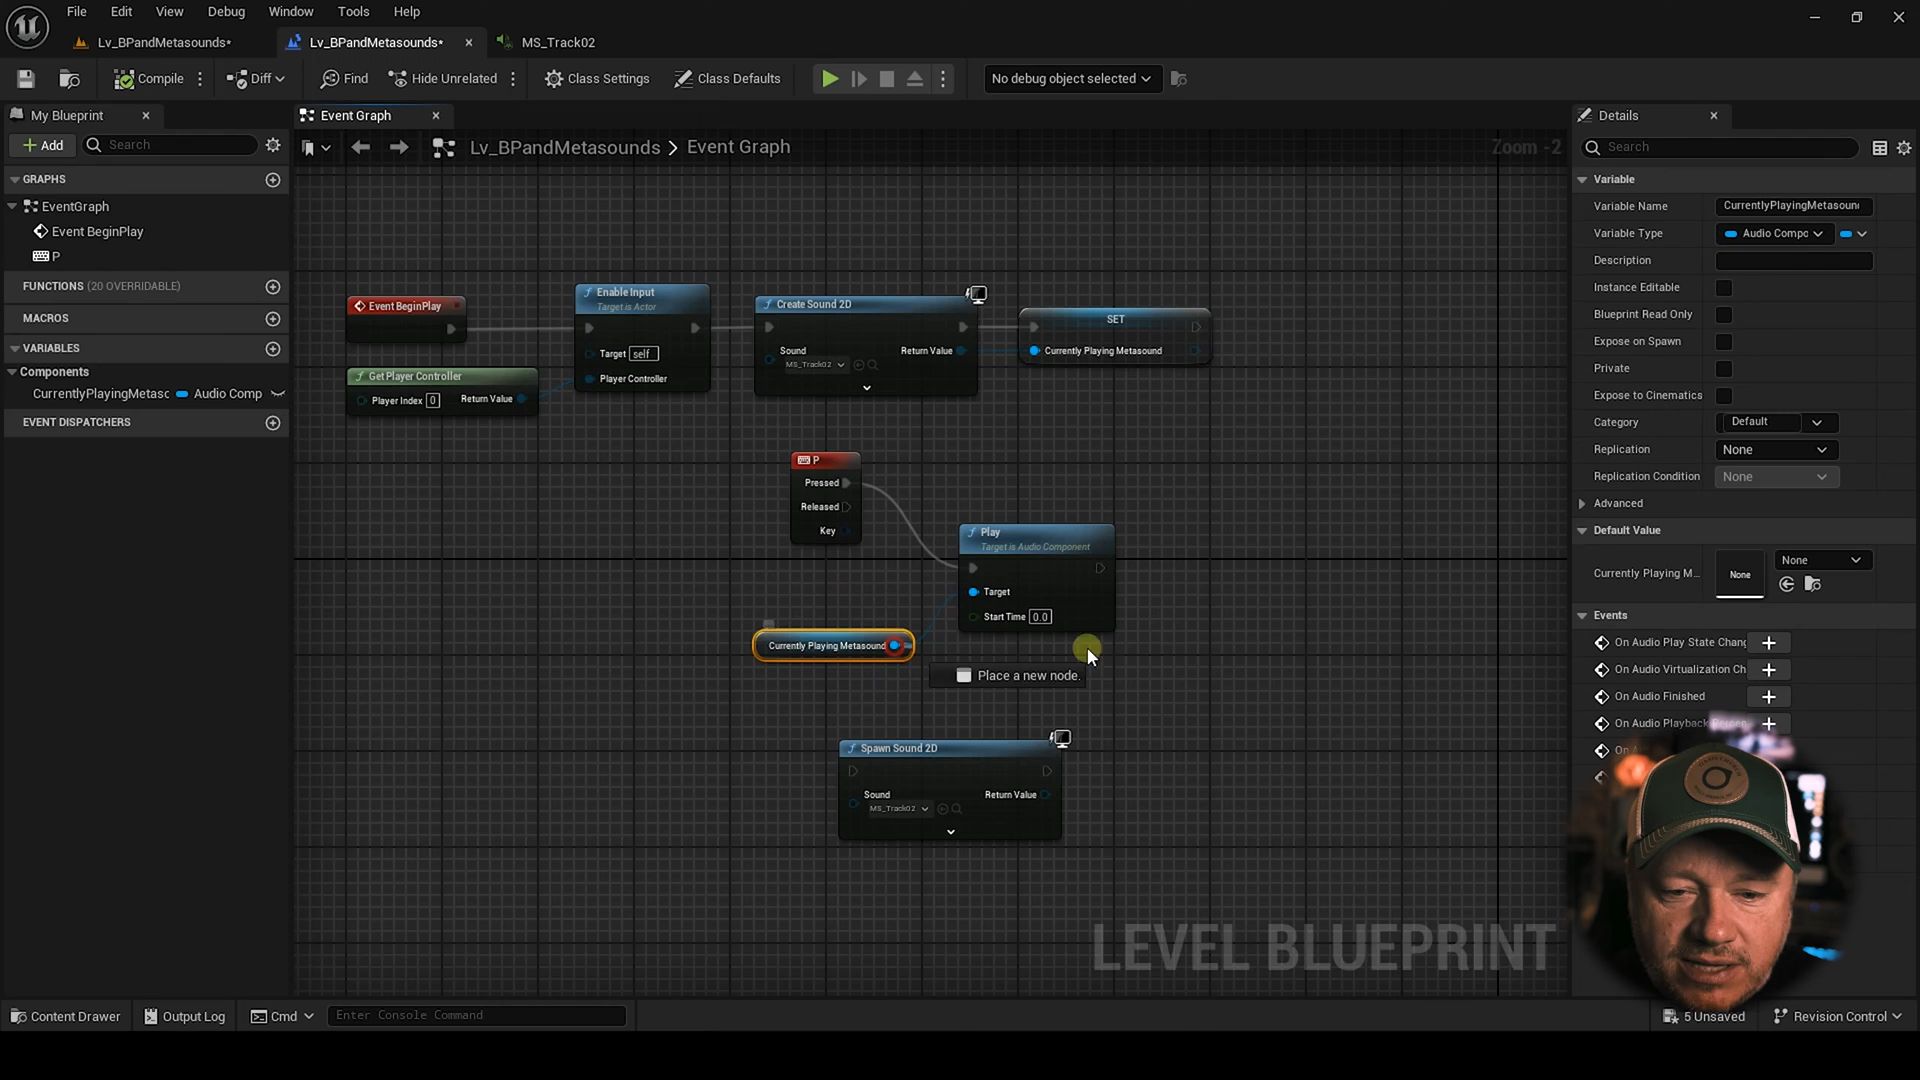 File Edit View Debug Window Tools Help
Lv_BPandMetasounds* Lv_BPandMetasounds* MS_Track02
Compile Diff Find Hide Unrelated Class Settings Class Defaults No debug object selected
My Blueprint
Add Search
GRAPHS
EventGraph
Event BeginPlay
P
FUNCTIONS (20 OVERRIDABLE)
MACROS
VARIABLES
Components
CurrentlyPlayingMetasc Audio Comp
EVENT DISPATCHERS
Event Graph
Lv_BPandMetasounds > Event Graph
Zoom -2
Event BeginPlay
Get Player Controller
Player Index 0 Return Value
Enable Input
Target is Actor
Target self
Player Controller
Create Sound 2D
Sound
MS_Track02
Return Value
SET
Currently Playing Metasound
P
Pressed
Released
Key
Play
Target is Audio Component
Target
Start Time 0.0
Currently Playing Metasound
Place a new node.
Spawn Sound 2D
Sound
MS_Track02
Return Value
LEVEL BLUEPRINT
Details
Search
Variable
Variable Name CurrentlyPlayingMetasoun
Variable Type Audio Compo
Description
Instance Editable
Blueprint Read Only
Expose on Spawn
Private
Expose to Cinematics
Category Default
Replication None
Replication Condition None
Advanced
Default Value
Currently Playing M... None None
Events
On Audio Play State Chang
On Audio Virtualization Ch
On Audio Finished
On Audio Playback Percen
Content Drawer Output Log Cmd Enter Console Command 5 Unsaved Revision Control